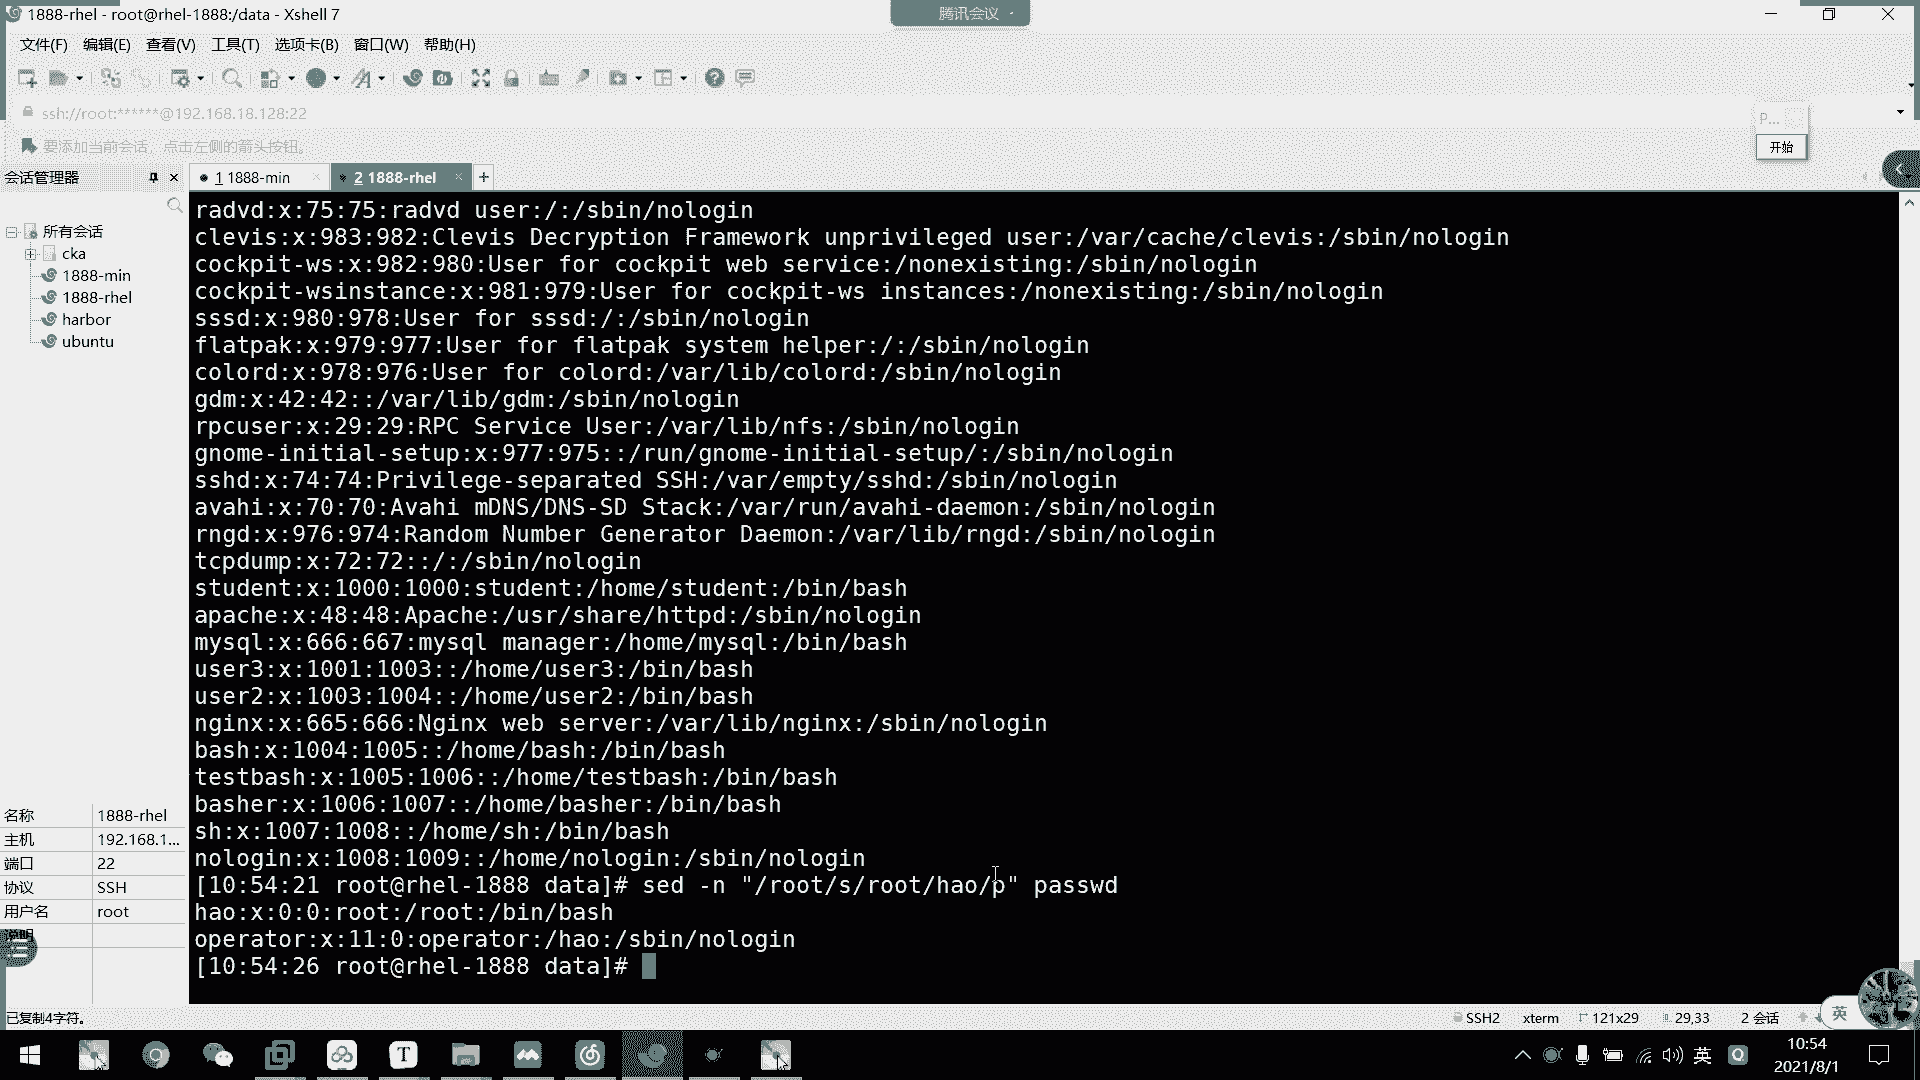 1888-rhel - root@rhel-1888:/data - Xshell 7
腾讯会议
文件(F) 编辑(E) 查看(V) 工具(T) 选项卡(B) 窗口(W) 帮助(H)
ssh://root:******@192.168.18.128:22
P...
要添加当前会话，点击左侧的箭头按钮。
开始
会话管理器
1 1888-min
2 1888-rhel
所有会话
cka
1888-min
1888-rhel
harbor
ubuntu
名称 1888-rhel
主机 192.168.1...
端口 22
协议 SSH
用户名 root
说明
radvd:x:75:75:radvd user:/:/sbin/nologin
clevis:x:983:982:Clevis Decryption Framework unprivileged user:/var/cache/clevis:/sbin/nologin
cockpit-ws:x:982:980:User for cockpit web service:/nonexisting:/sbin/nologin
cockpit-wsinstance:x:981:979:User for cockpit-ws instances:/nonexisting:/sbin/nologin
sssd:x:980:978:User for sssd:/:/sbin/nologin
flatpak:x:979:977:User for flatpak system helper:/:/sbin/nologin
colord:x:978:976:User for colord:/var/lib/colord:/sbin/nologin
gdm:x:42:42::/var/lib/gdm:/sbin/nologin
rpcuser:x:29:29:RPC Service User:/var/lib/nfs:/sbin/nologin
gnome-initial-setup:x:977:975::/run/gnome-initial-setup/:/sbin/nologin
sshd:x:74:74:Privilege-separated SSH:/var/empty/sshd:/sbin/nologin
avahi:x:70:70:Avahi mDNS/DNS-SD Stack:/var/run/avahi-daemon:/sbin/nologin
rngd:x:976:974:Random Number Generator Daemon:/var/lib/rngd:/sbin/nologin
tcpdump:x:72:72::/:/sbin/nologin
student:x:1000:1000:student:/home/student:/bin/bash
apache:x:48:48:Apache:/usr/share/httpd:/sbin/nologin
mysql:x:666:667:mysql manager:/home/mysql:/bin/bash
user3:x:1001:1003::/home/user3:/bin/bash
user2:x:1003:1004::/home/user2:/bin/bash
nginx:x:665:666:Nginx web server:/var/lib/nginx:/sbin/nologin
bash:x:1004:1005::/home/bash:/bin/bash
testbash:x:1005:1006::/home/testbash:/bin/bash
basher:x:1006:1007::/home/basher:/bin/bash
sh:x:1007:1008::/home/sh:/bin/bash
nologin:x:1008:1009::/home/nologin:/sbin/nologin
[10:54:21 root@rhel-1888 data]# sed -n "/root/s/root/hao/p" passwd
hao:x:0:0:root:/root:/bin/bash
operator:x:11:0:operator:/hao:/sbin/nologin
[10:54:26 root@rhel-1888 data]#
已复制4字符。
SSH2 xterm 121x29 29,33 2 会话
英
英
10:54
2021/8/1